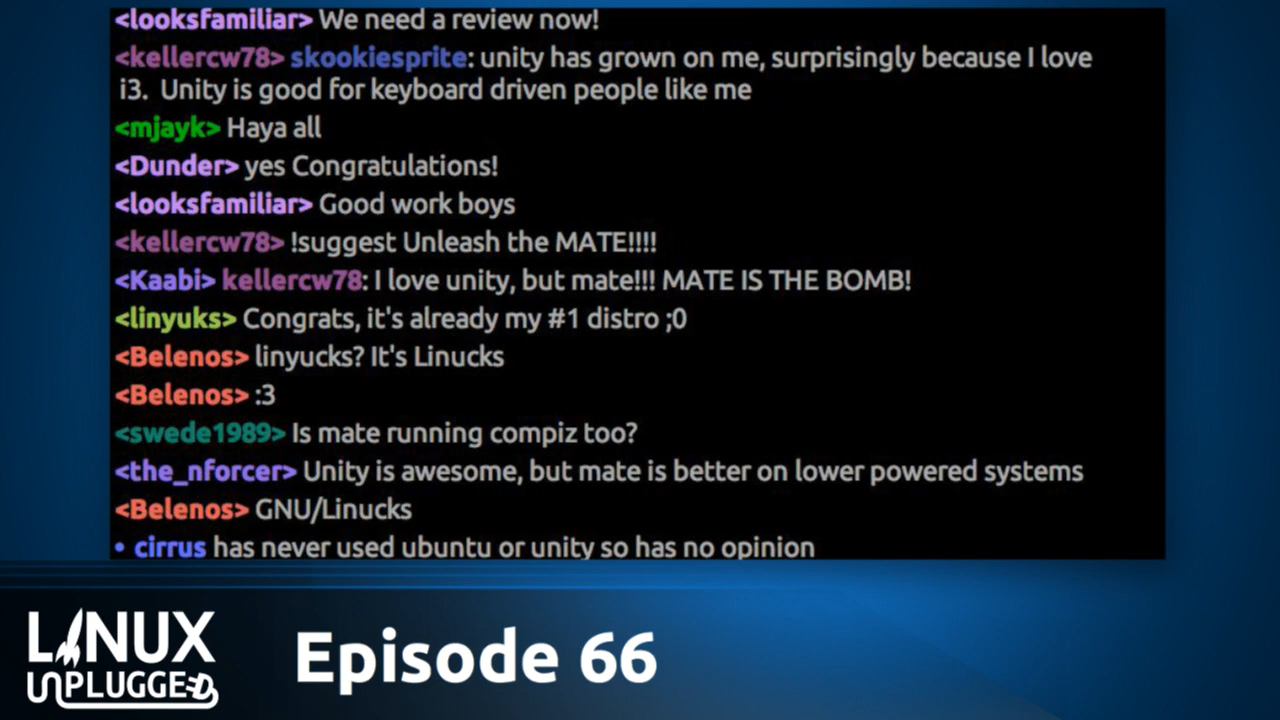 <looksfamiliar> We need a review now!
<kellercw78> skookiesprite: unity has grown on me, surprisingly because I love
i3.  Unity is good for keyboard driven people like me
<mjayk> Haya all
<Dunder> yes Congratulations!
<looksfamiliar> Good work boys
<kellercw78> !suggest Unleash the MATE!!!!
<Kaabi> kellercw78: I love unity, but mate!!! MATE IS THE BOMB!
<linyuks> Congrats, it's already my #1 distro ;0
<Belenos> linyucks? It's Linucks
<Belenos> :3
<swede1989> Is mate running compiz too?
<the_nforcer> Unity is awesome, but mate is better on lower powered systems
<Belenos> GNU/Linucks
• cirrus has never used ubuntu or unity so has no opinion
LINUX
UNPLUGGED
Episode 66